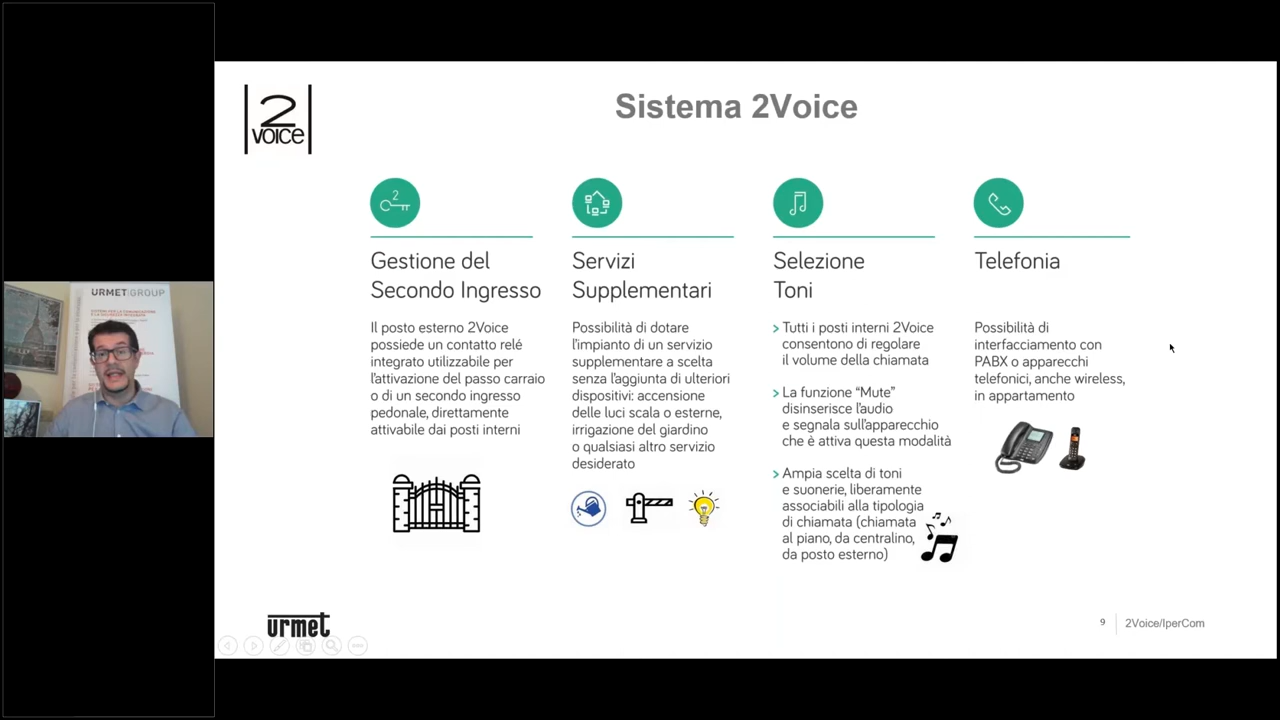 2
VOICE
Sistema 2Voice
2
Gestione del
Secondo Ingresso
Il posto esterno 2Voice
possiede un contatto relé
integrato utilizzabile per
l'attivazione del passo carraio
o di un secondo ingresso
pedonale, direttamente
attivabile dai posti interni
Servizi
Supplementari
Possibilità di dotare
l'impianto di un servizio
supplementare a scelta
senza l'aggiunta di ulteriori
dispositivi: accensione
delle luci scala o esterne,
irrigazione del giardino
o qualsiasi altro servizio
desiderato
Selezione
Toni
> Tutti i posti interni 2Voice
consentono di regolare
il volume della chiamata
> La funzione "Mute"
disinserisce l'audio
e segnala sull'apparecchio
che è attiva questa modalità
> Ampia scelta di toni
e suonerie, liberamente
associabili alla tipologia
di chiamata (chiamata
al piano, da centralino,
da posto esterno)
Telefonia
Possibilità di
interfacciamento con
PABX o apparecchi
telefonici, anche wireless,
in appartamento
URMET GROUP
urmet
9
2Voice/IperCom